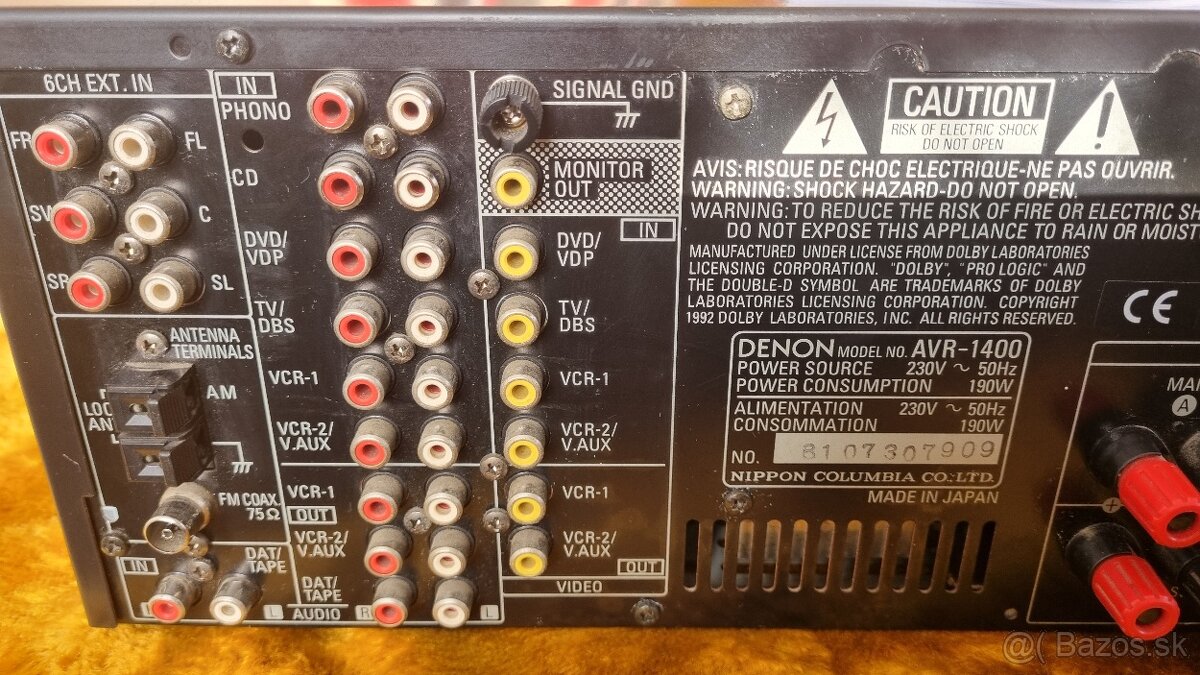 6CH EXT. IN
FR
FL
SW
C
SR
SL
ANTENNA
TERMINALS
AM
FM COAX.
75Ω
IN
DAT/
TAPE
L
IN
PHONO
CD
DVD/
VDP
TV/
DBS
VCR-1
VCR-2/
V.AUX
VCR-1
OUT
VCR-2/
V.AUX
DAT/
TAPE
AUDIO
R
L
SIGNAL GND
MONITOR
OUT
IN
DVD/
VDP
TV/
DBS
VCR-1
VCR-2/
V.AUX
VCR-1
VCR-2/
V.AUX
OUT
VIDEO
CAUTION
RISK OF ELECTRIC SHOCK
DO NOT OPEN
AVIS: RISQUE DE CHOC ELECTRIQUE-NE PAS OUVRIR.
WARNING: SHOCK HAZARD-DO NOT OPEN.
WARNING: TO REDUCE THE RISK OF FIRE OR ELECTRIC
DO NOT EXPOSE THIS APPLIANCE TO RAIN OR MOIST
MANUFACTURED UNDER LICENSE FROM DOLBY LABORATORIES
LICENSING CORPORATION. "DOLBY", "PRO LOGIC" AND
THE DOUBLE-D SYMBOL ARE TRADEMARKS OF DOLBY
LABORATORIES LICENSING CORPORATION. COPYRIGHT
1992 DOLBY LABORATORIES, INC. ALL RIGHTS RESERVED.
CE
DENON MODEL NO. AVR-1400
POWER SOURCE 230V ~ 50Hz
POWER CONSUMPTION 190W
ALIMENTATION 230V ~ 50Hz
CONSOMMATION 190W
NO. 8107307909
NIPPON COLUMBIA CO., LTD.
MADE IN JAPAN
A
+
Bazos.sk